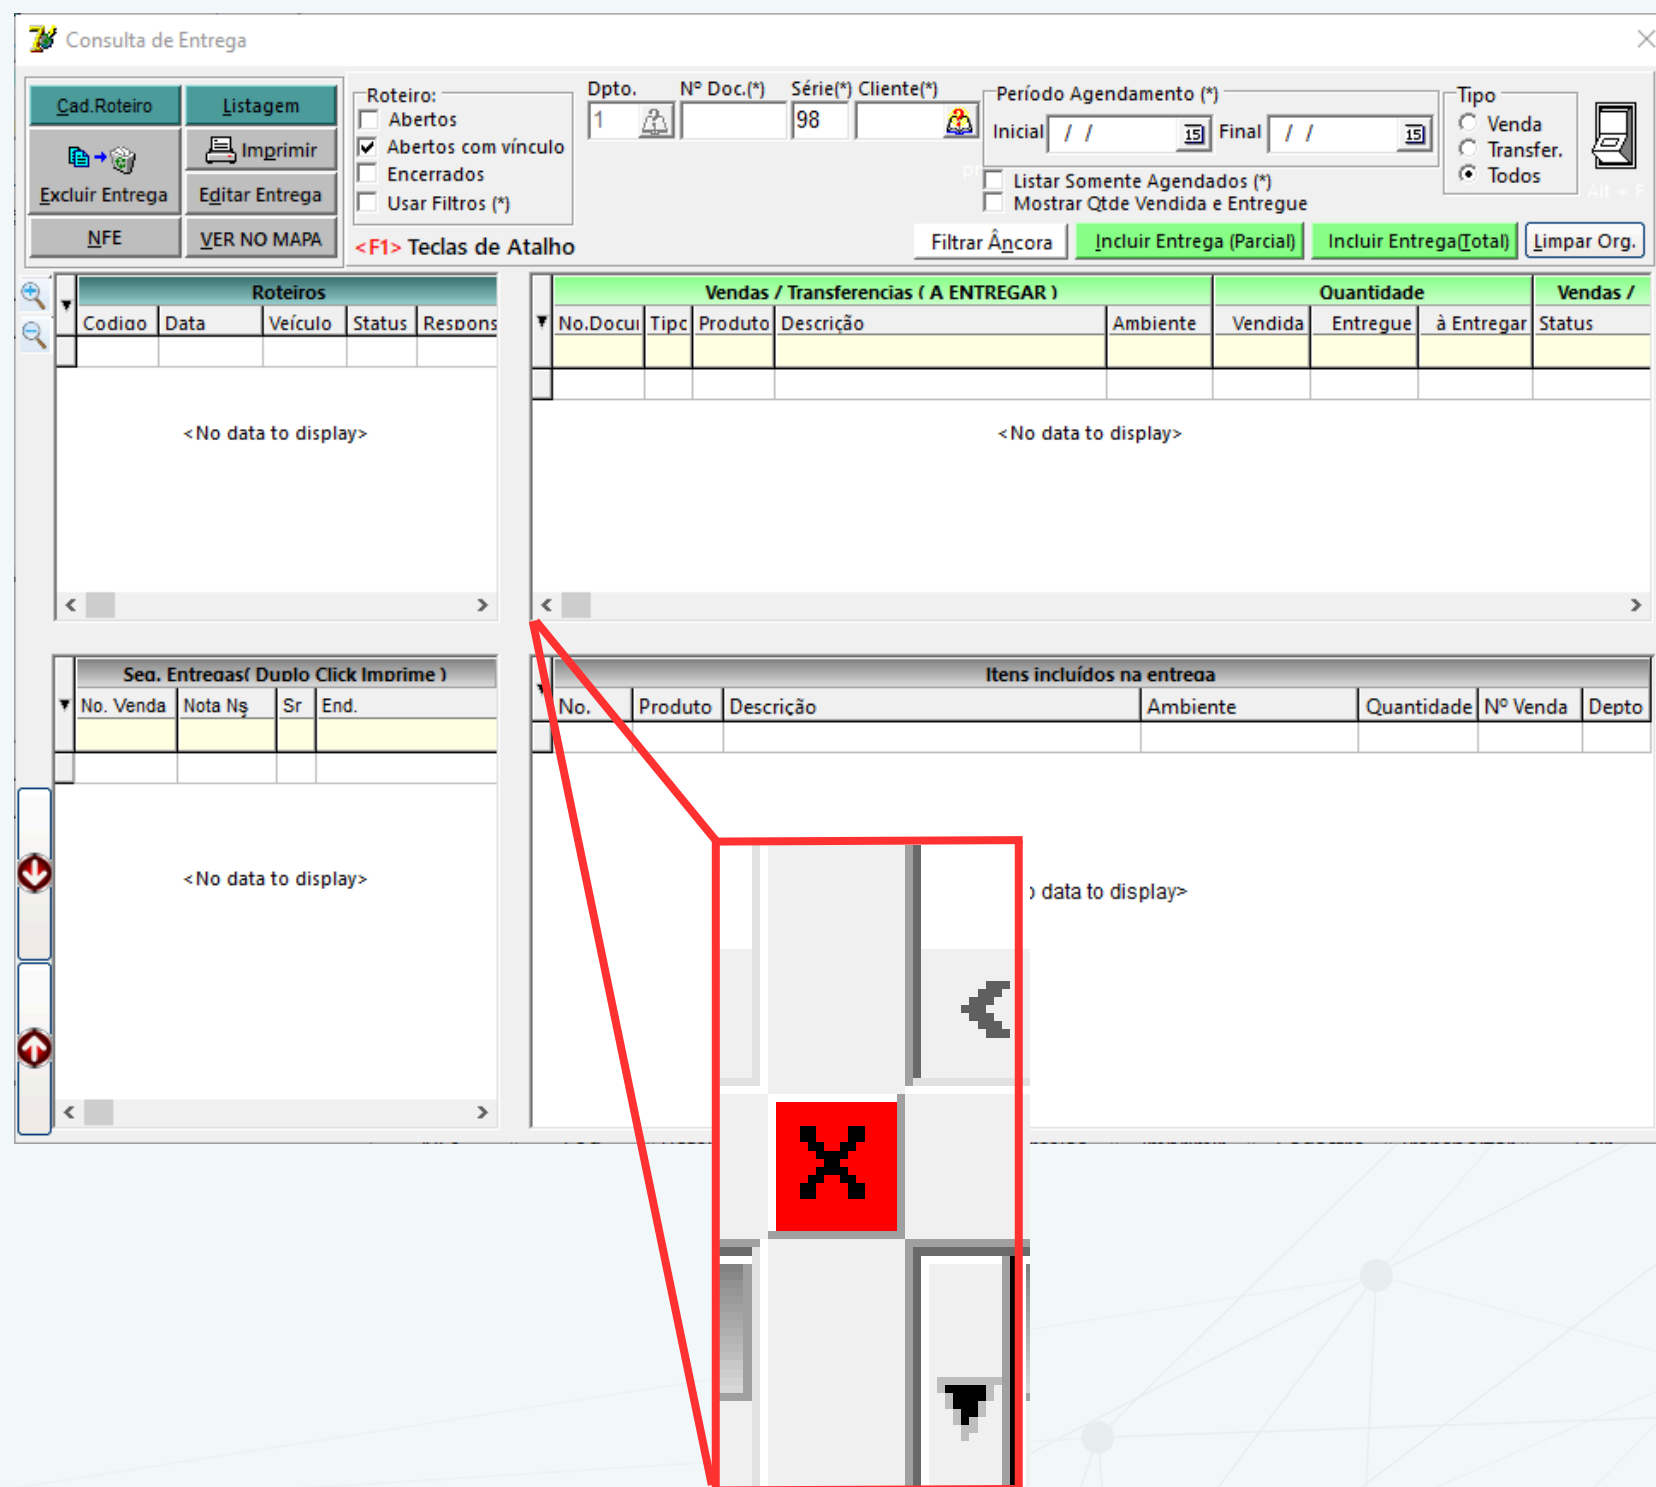 Consulta de Entrega
Cad.Roteiro
Listagem
Excluir Entrega
Imprimir
Editar Entrega
NFE
VER NO MAPA
Roteiro:
Abertos
Abertos com vínculo
Encerrados
Usar Filtros (*)
<F1> Teclas de Atalho
Dpto. Nº Doc.(*) Série(*) Cliente(*)
1 98
Período Agendamento (*)
Inicial / / 15 Final / / 15
Listar Somente Agendados (*)
Mostrar Qtde Vendida e Entregue
Tipo
Venda
Transfer.
Todos
Alt + F
Filtrar Âncora
Incluir Entrega (Parcial)
Incluir Entrega(Total)
Limpar Org.
Roteiros
Codigo Data Veículo Status Respons
<No data to display>
Vendas / Transferencias ( A ENTREGAR ) Quantidade Vendas /
No.Docu Tipo Produto Descrição Ambiente Vendida Entregue à Entregar Status
<No data to display>
Seq. Entregas( Duplo Click Imprime )
No. Venda Nota Nş Sr End.
<No data to display>
Itens incluídos na entrega
No. Produto Descrição Ambiente Quantidade Nº Venda Depto
data to display>
X